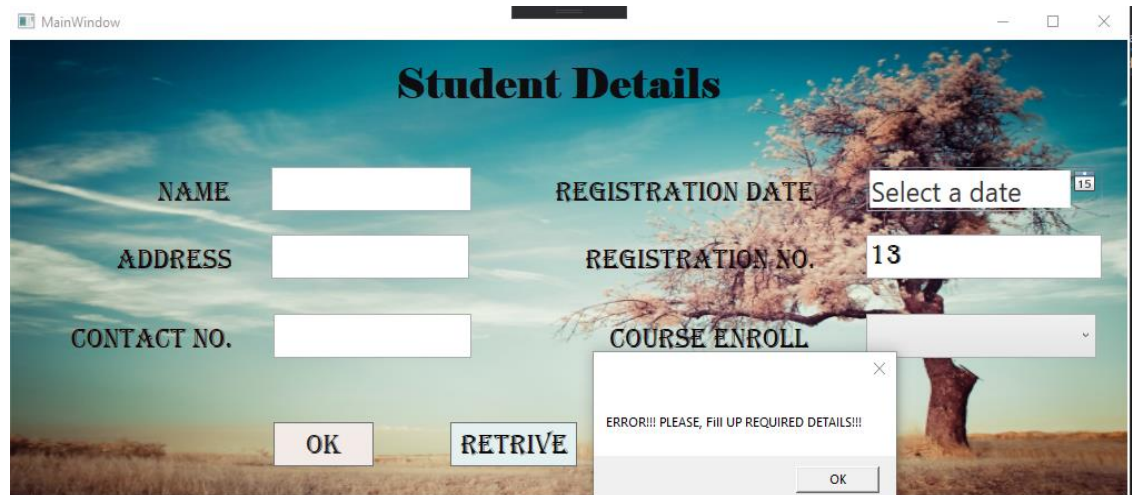 MainWindow
Student Details
NAME
REGISTRATION DATE
Select a date
15
ADDRESS
REGISTRATION NO.
13
CONTACT NO.
COURSE ENROLL
ERROR!!! PLEASE, Fill UP REQUIRED DETAILS!!!
OK
RETRIVE
OK